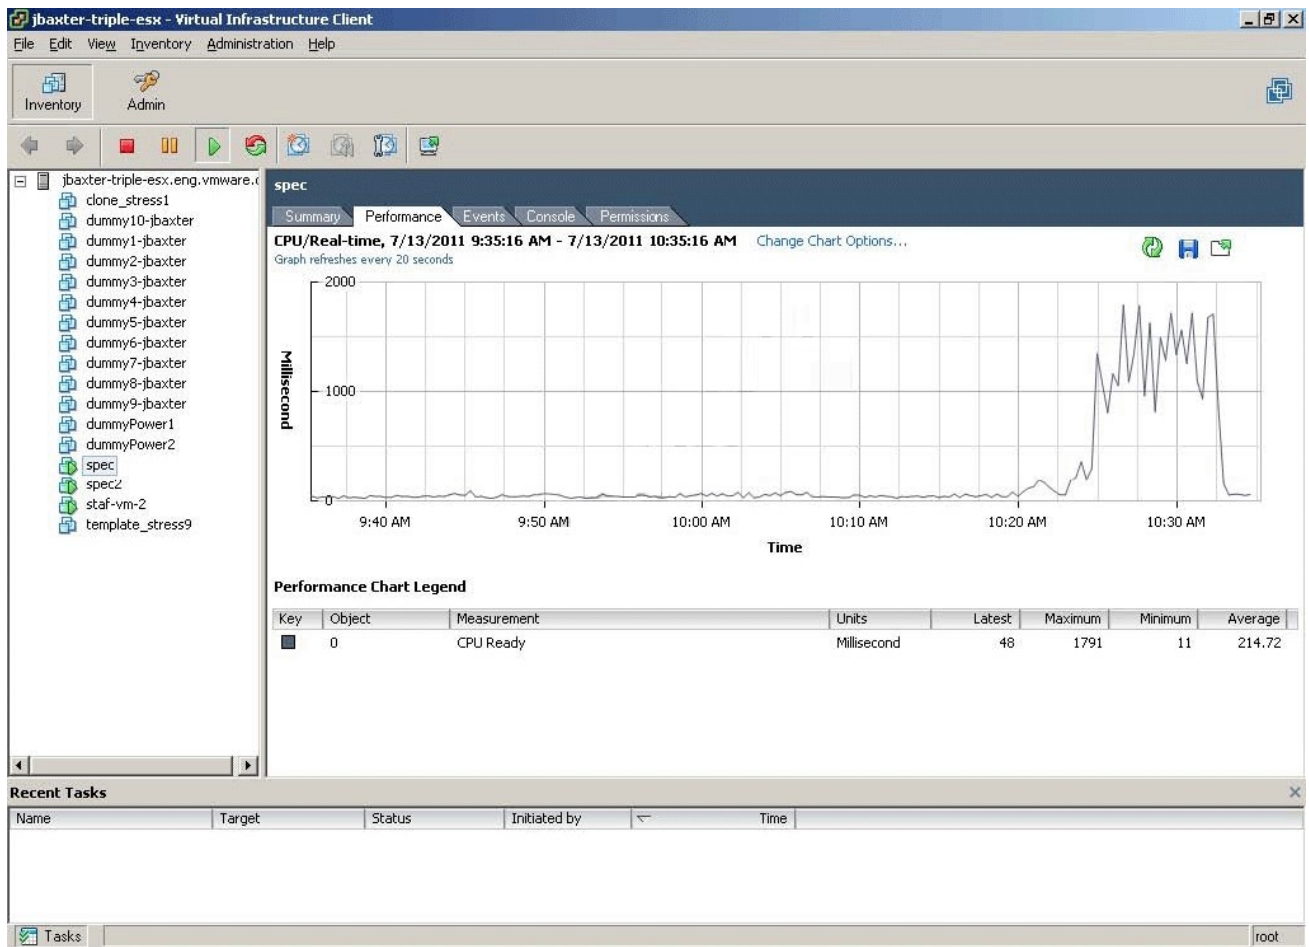 jbaxter-triple-esx - Virtual Infrastructure Client
File Edit View Inventory Administration Help
Inventory Admin
jbaxter-triple-esx.eng.vmware.c
clone_stress1
dummy10-jbaxter
dummy1-jbaxter
dummy2-jbaxter
dummy3-jbaxter
dummy4-jbaxter
dummy5-jbaxter
dummy6-jbaxter
dummy7-jbaxter
dummy8-jbaxter
dummy9-jbaxter
dummyPower1
dummyPower2
spec
spec2
staf-vm-2
template_stress9
spec
Summary Performance Events Console Permissions
CPU/Real-time, 7/13/2011 9:35:16 AM - 7/13/2011 10:35:16 AM Change Chart Options...
Graph refreshes every 20 seconds
2000
1000
0
Millisecond
9:40 AM 9:50 AM 10:00 AM 10:10 AM 10:20 AM 10:30 AM
Time
Performance Chart Legend
Key Object Measurement Units Latest Maximum Minimum Average
0 CPU Ready Millisecond 48 1791 11 214.72
Recent Tasks
Name Target Status Initiated by Time
Tasks root